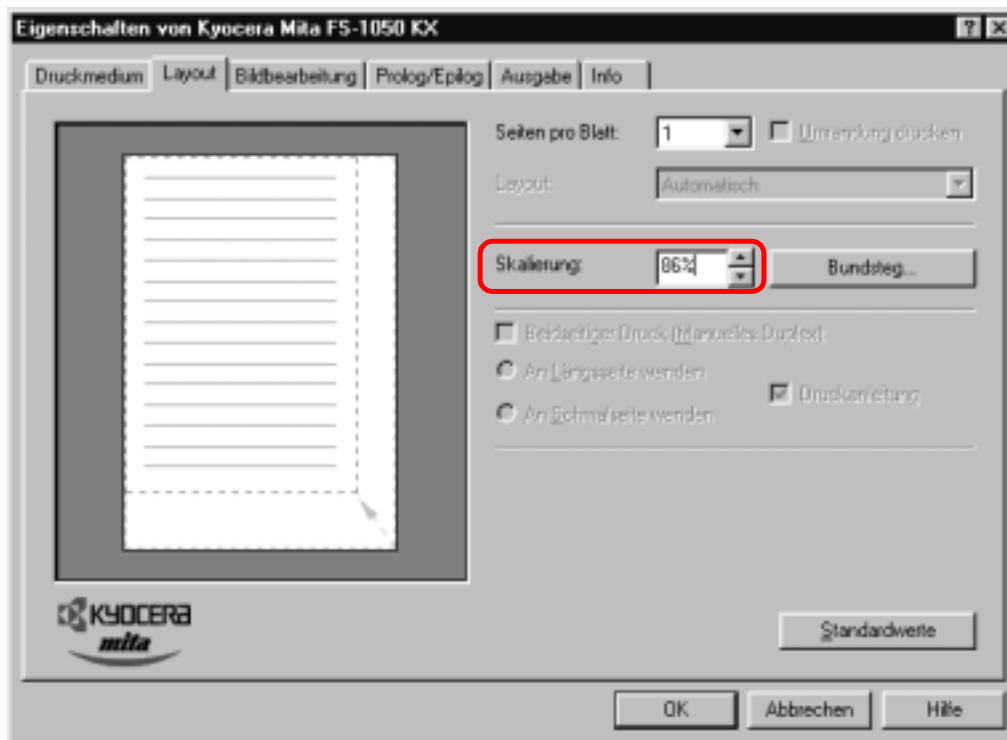 Eigenschaften von Kyocera Mita FS-1050 KX
Druckmedium Layout Bildbearbeitung Prolog/Epilog Ausgabe Info
Seiten pro Blatt: 1 Umrandung drucken
Layout: Automatisch
Skalierung: 86% Bundsteg...
Beidseitiger Druck (Manuelles Duplex):
An Längsseite wenden
Druckanleitung
An Schmalseite wenden
KYOCERA
mita
Standardwerte
OK Abbrechen Hilfe